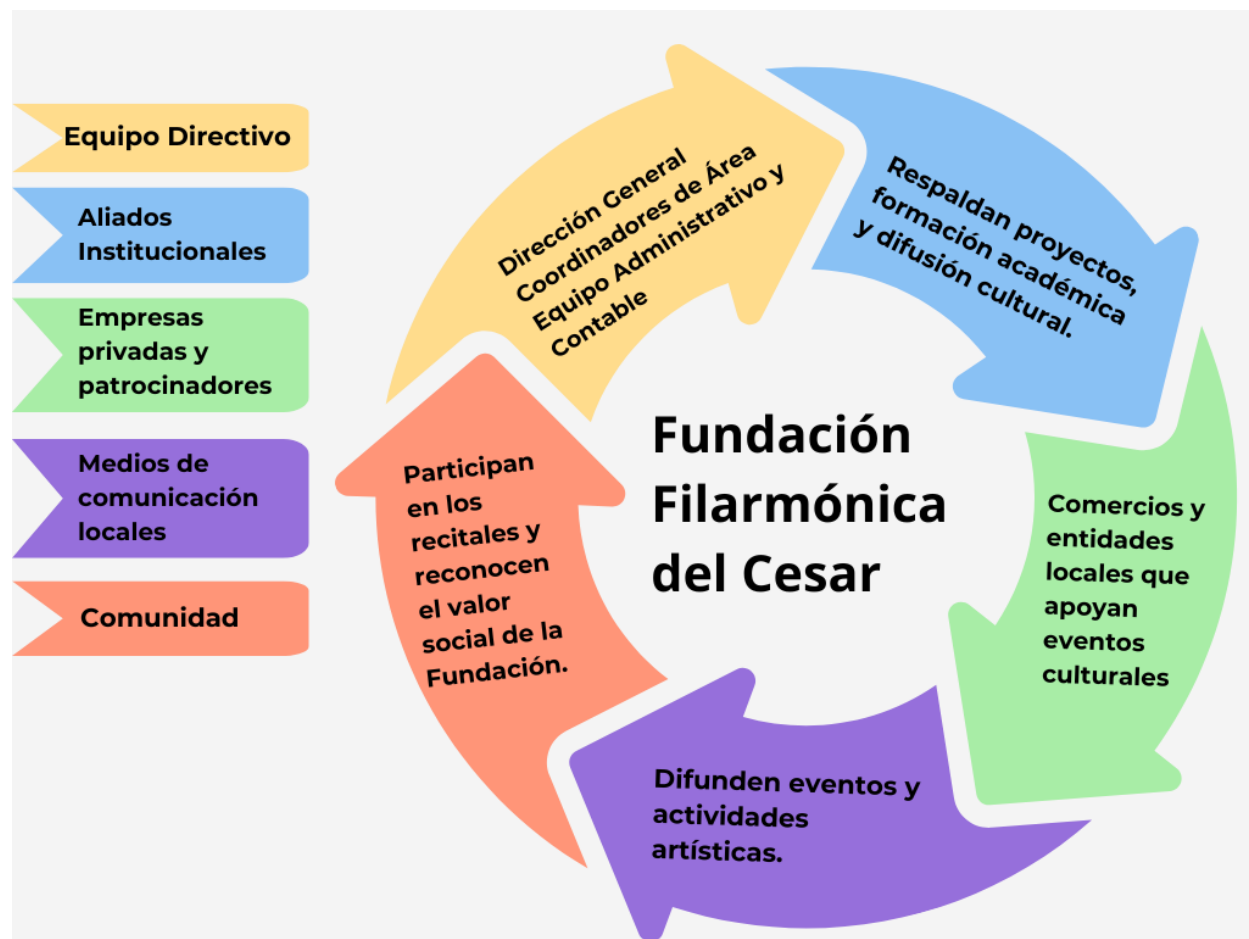 Equipo Directivo
Aliados
Institucionales
Empresas
privadas y
patrocinadores
Medios de
comunicación
locales
Comunidad
Dirección General
Coordinadores de Área
Equipo Administrativo y
Contable
Respaldan proyectos,
formación académica
y difusión cultural.
Comercios y
entidades
locales que
apoyan
eventos
culturales
Difunden eventos y
actividades
artísticas.
Participan
en los
recitales y
reconocen
el valor
social de la
Fundación.
Fundación
Filarmónica
del Cesar